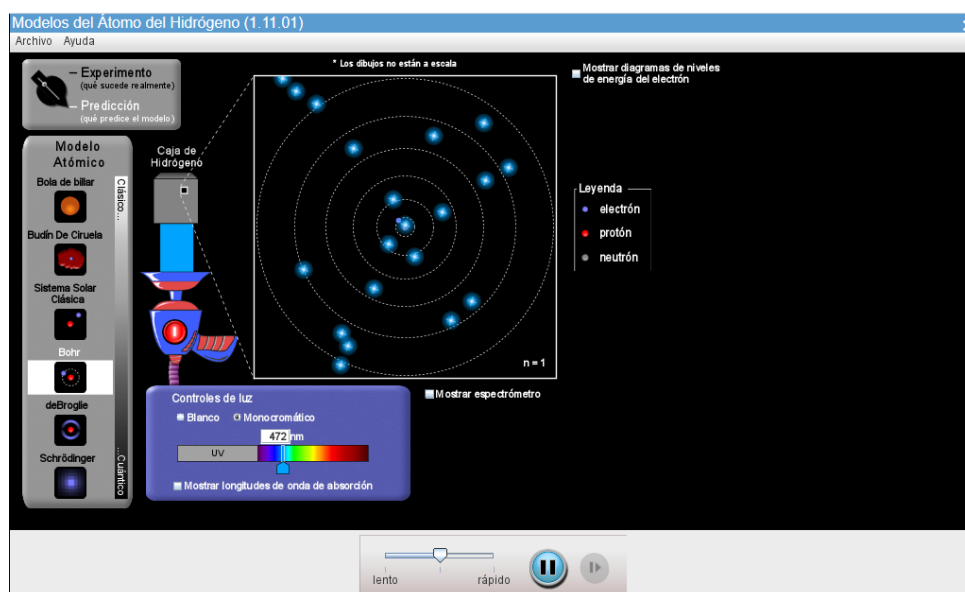 Modelos del Átomo del Hidrógeno (1.11.01)
Archivo Ayuda
Experimento
(qué sucede realmente)
Predicción
(qué predice el modelo)
Modelo
Atómico
Bola de billar
Budín De Ciruela
Sistema Solar
Clásica
Bohr
deBroglie
Schrödinger
Clásico...
...Cuántico
Caja de
Hidrógeno
* Los dibujos no están a escala
n = 1
Mostrar diagramas de niveles
de energía del electrón
Leyenda
electrón
protón
neutrón
Mostrar espectrómetro
Controles de luz
Blanco Monocromático
472 nm
UV
Mostrar longitudes de onda de absorción
lento rápido